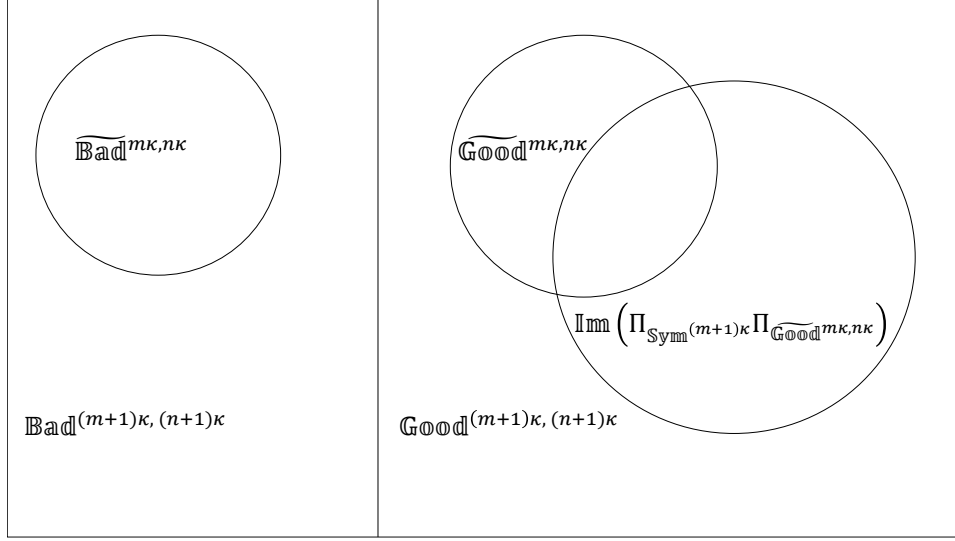 $\widetilde{\mathbb{Bad}}^{m\kappa,n\kappa}$
$\widetilde{\mathbb{Good}}^{m\kappa,n\kappa}$
$\mathbb{Im}\left(\Pi_{\mathbb{Sym}^{(m+1)\kappa}}\Pi_{\widetilde{\mathbb{Good}}^{m\kappa,n\kappa}}\right)$
$\mathbb{Bad}^{(m+1)\kappa,(n+1)\kappa}$
$\mathbb{Good}^{(m+1)\kappa,(n+1)\kappa}$